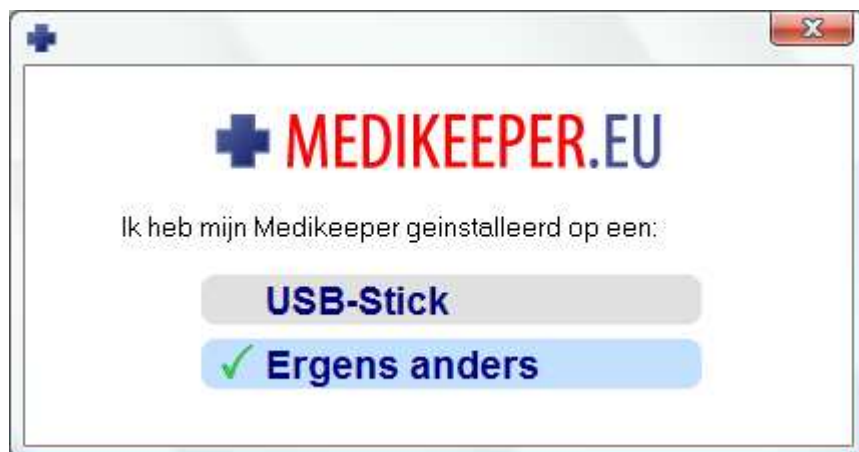 MEDIKEEPER.EU
Ik heb mijn Medikeeper geinstalleerd op een:
USB-Stick
Ergens anders